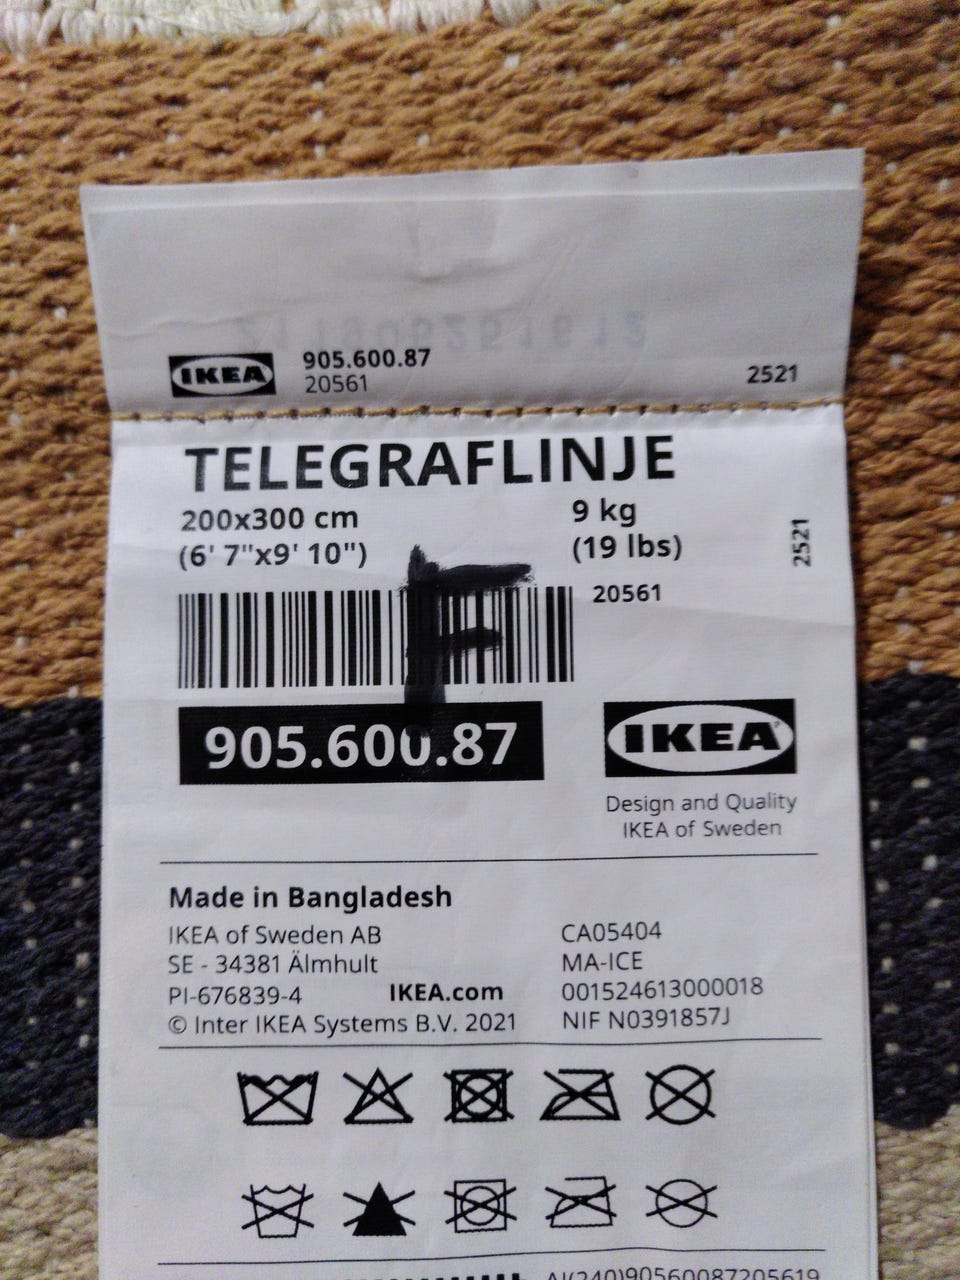 IKEA
905.600.87
20561
2521
TELEGRAFLINJE
200x300 cm
(6' 7"x9' 10")
9 kg
(19 lbs)
2521
20561
905.600.87
IKEA
Design and Quality
IKEA of Sweden
Made in Bangladesh
IKEA of Sweden AB
SE - 34381 Älmhult
PI-676839-4 IKEA.com
© Inter IKEA Systems B.V. 2021
CA05404
MA-ICE
001524613000018
NIF N0391857J